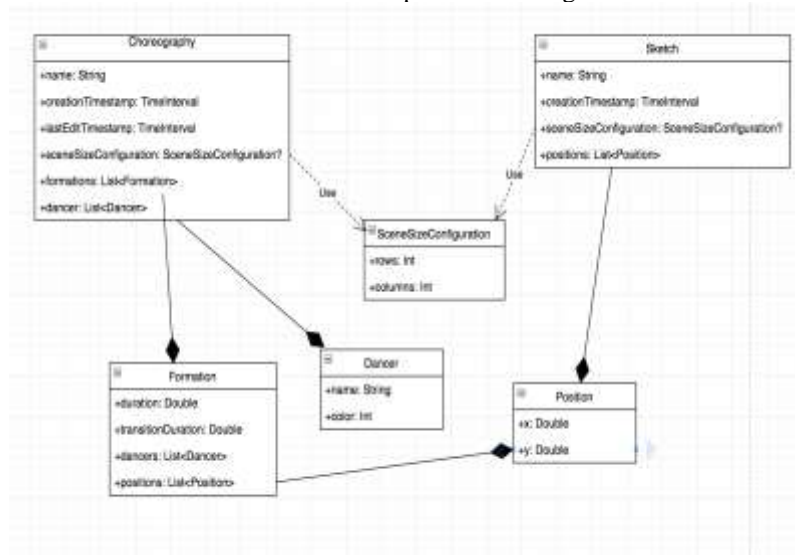 Choreography
+name: String
+creationTimestamp: TimeInterval
+lastEditTimestamp: TimeInterval
+sceneSizeConfiguration: SceneSizeConfiguration?
+formations: List<Formation>
+dancer: List<Dancer>
Sketch
+name: String
+creationTimestamp: TimeInterval
+sceneSizeConfiguration: SceneSizeConfiguration?
+positions: List<Position>
Use
Use
SceneSizeConfiguration
+rows: Int
+columns: Int
Formation
+duration: Double
+transitionDuration: Double
+dancers: List<Dancer>
+positions: List<Position>
Dancer
+name: String
+color: Int
Position
+x: Double
+y: Double